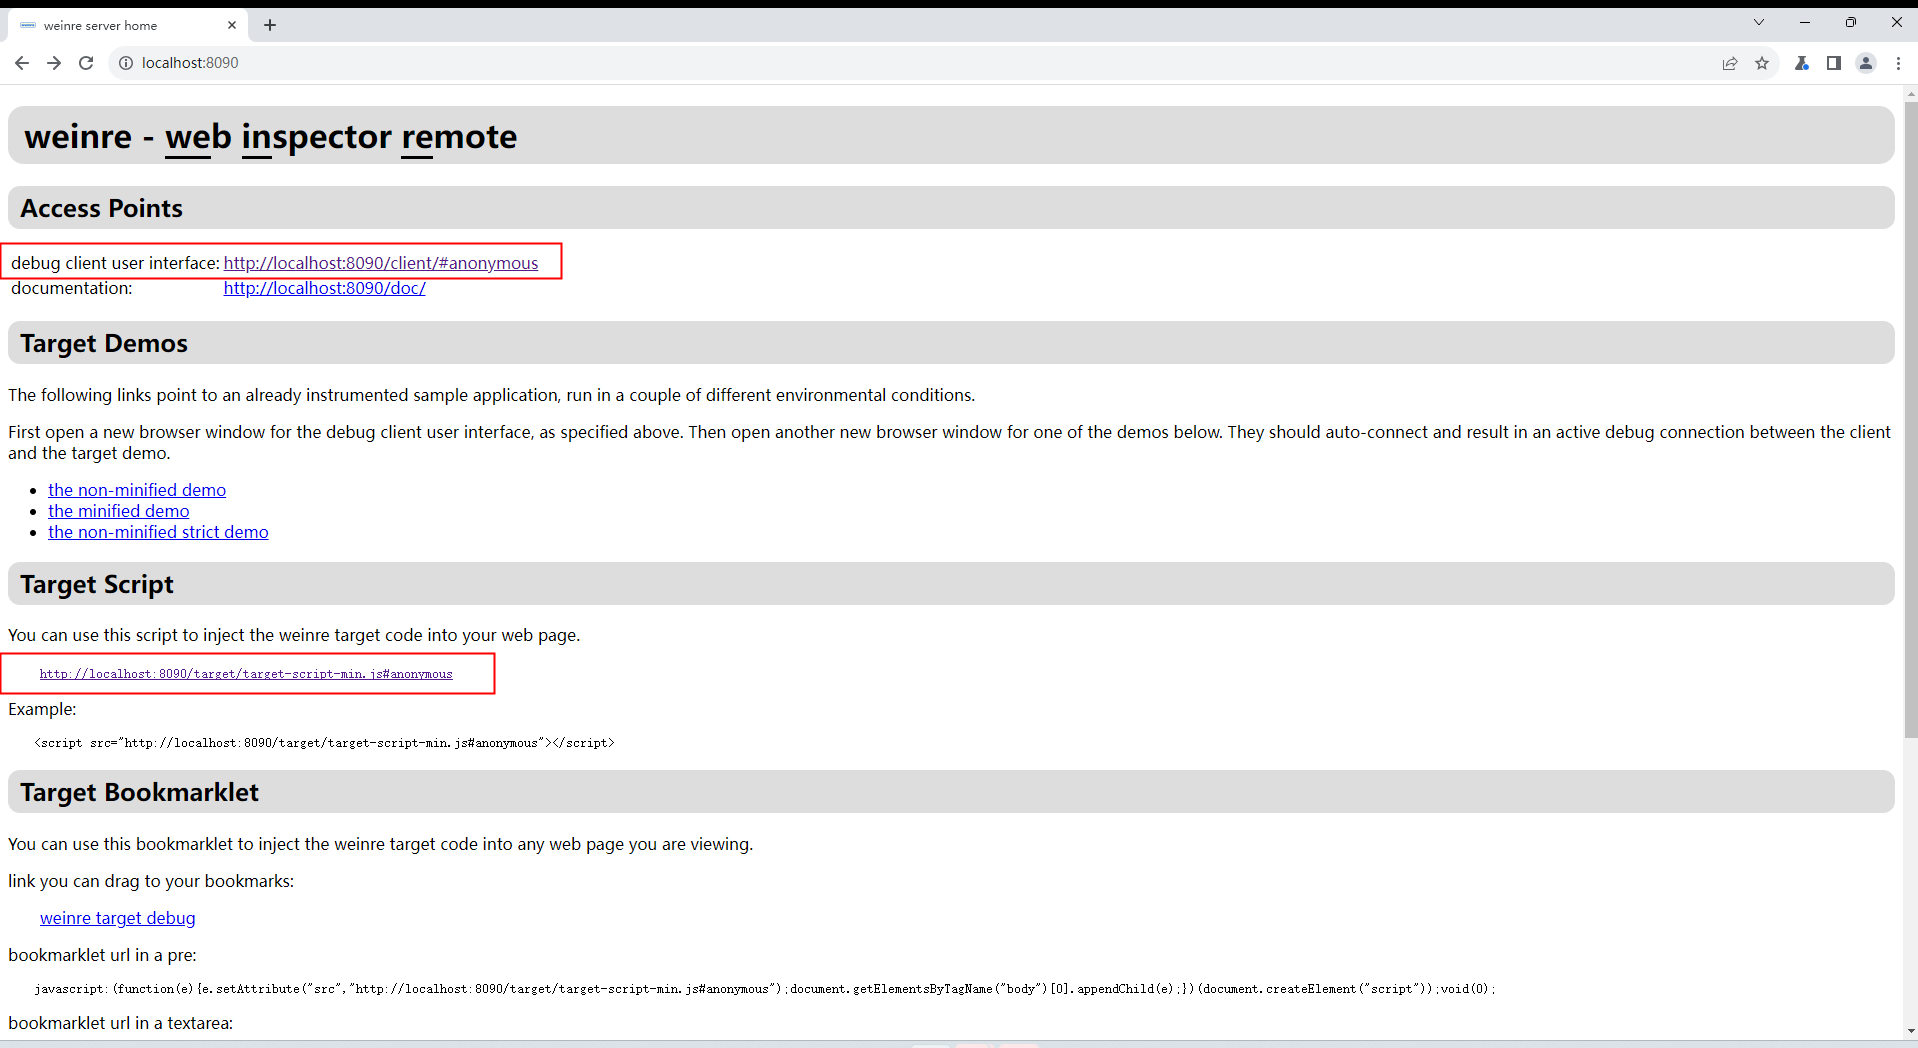 weinre server home
localhost:8090
weinre - web inspector remote
Access Points
debug client user interface: http://localhost:8090/client/#anonymous
documentation: http://localhost:8090/doc/
Target Demos
The following links point to an already instrumented sample application, run in a couple of different environmental conditions.
First open a new browser window for the debug client user interface, as specified above. Then open another new browser window for one of the demos below. They should auto-connect and result in an active debug connection between the client
and the target demo.
the non-minified demo
the minified demo
the non-minified strict demo
Target Script
You can use this script to inject the weinre target code into your web page.
http://localhost:8090/target/target-script-min.js#anonymous
Example:
<script src="http://localhost:8090/target/target-script-min.js#anonymous"></script>
Target Bookmarklet
You can use this bookmarklet to inject the weinre target code into any web page you are viewing.
link you can drag to your bookmarks:
weinre target debug
bookmarklet url in a pre:
javascript:(function(e){e.setAttribute("src","http://localhost:8090/target/target-script-min.js#anonymous");document.getElementsByTagName("body")[0].appendChild(e);})(document.createElement("script"));void(0);
bookmarklet url in a textarea: